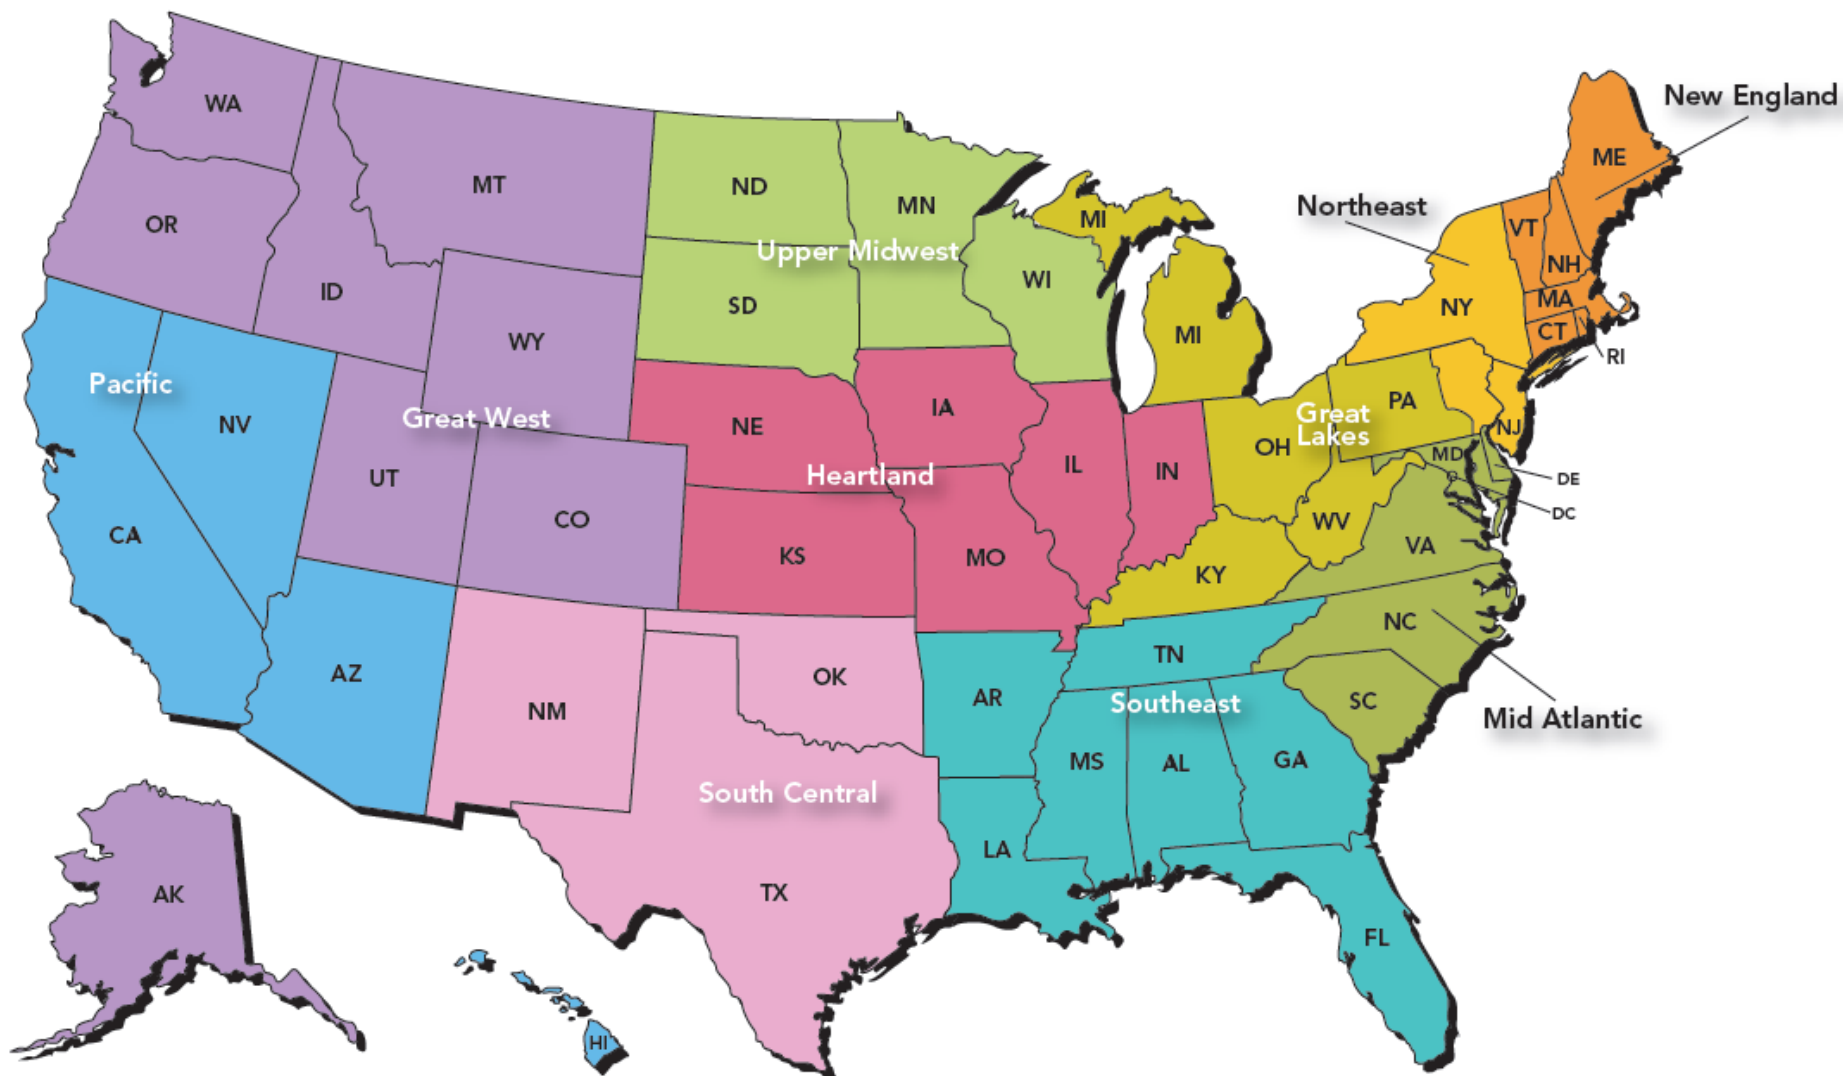 WA
New England
ME
MT
ND
MN
Northeast
MI
OR
VT
Upper Midwest
NH
WI
ID
MA
SD
NY
CT
WY
MI
RI
Pacific
PA
Great West
NV
IA
NE
Great
Lakes
NJ
OH
MD
IL
IN
Heartland
UT
DE
DC
CO
WV
CA
VA
KS
MO
KY
NC
TN
AZ
OK
AR
SC
NM
Southeast
Mid Atlantic
MS
AL
GA
South Central
LA
AK
TX
FL
HI